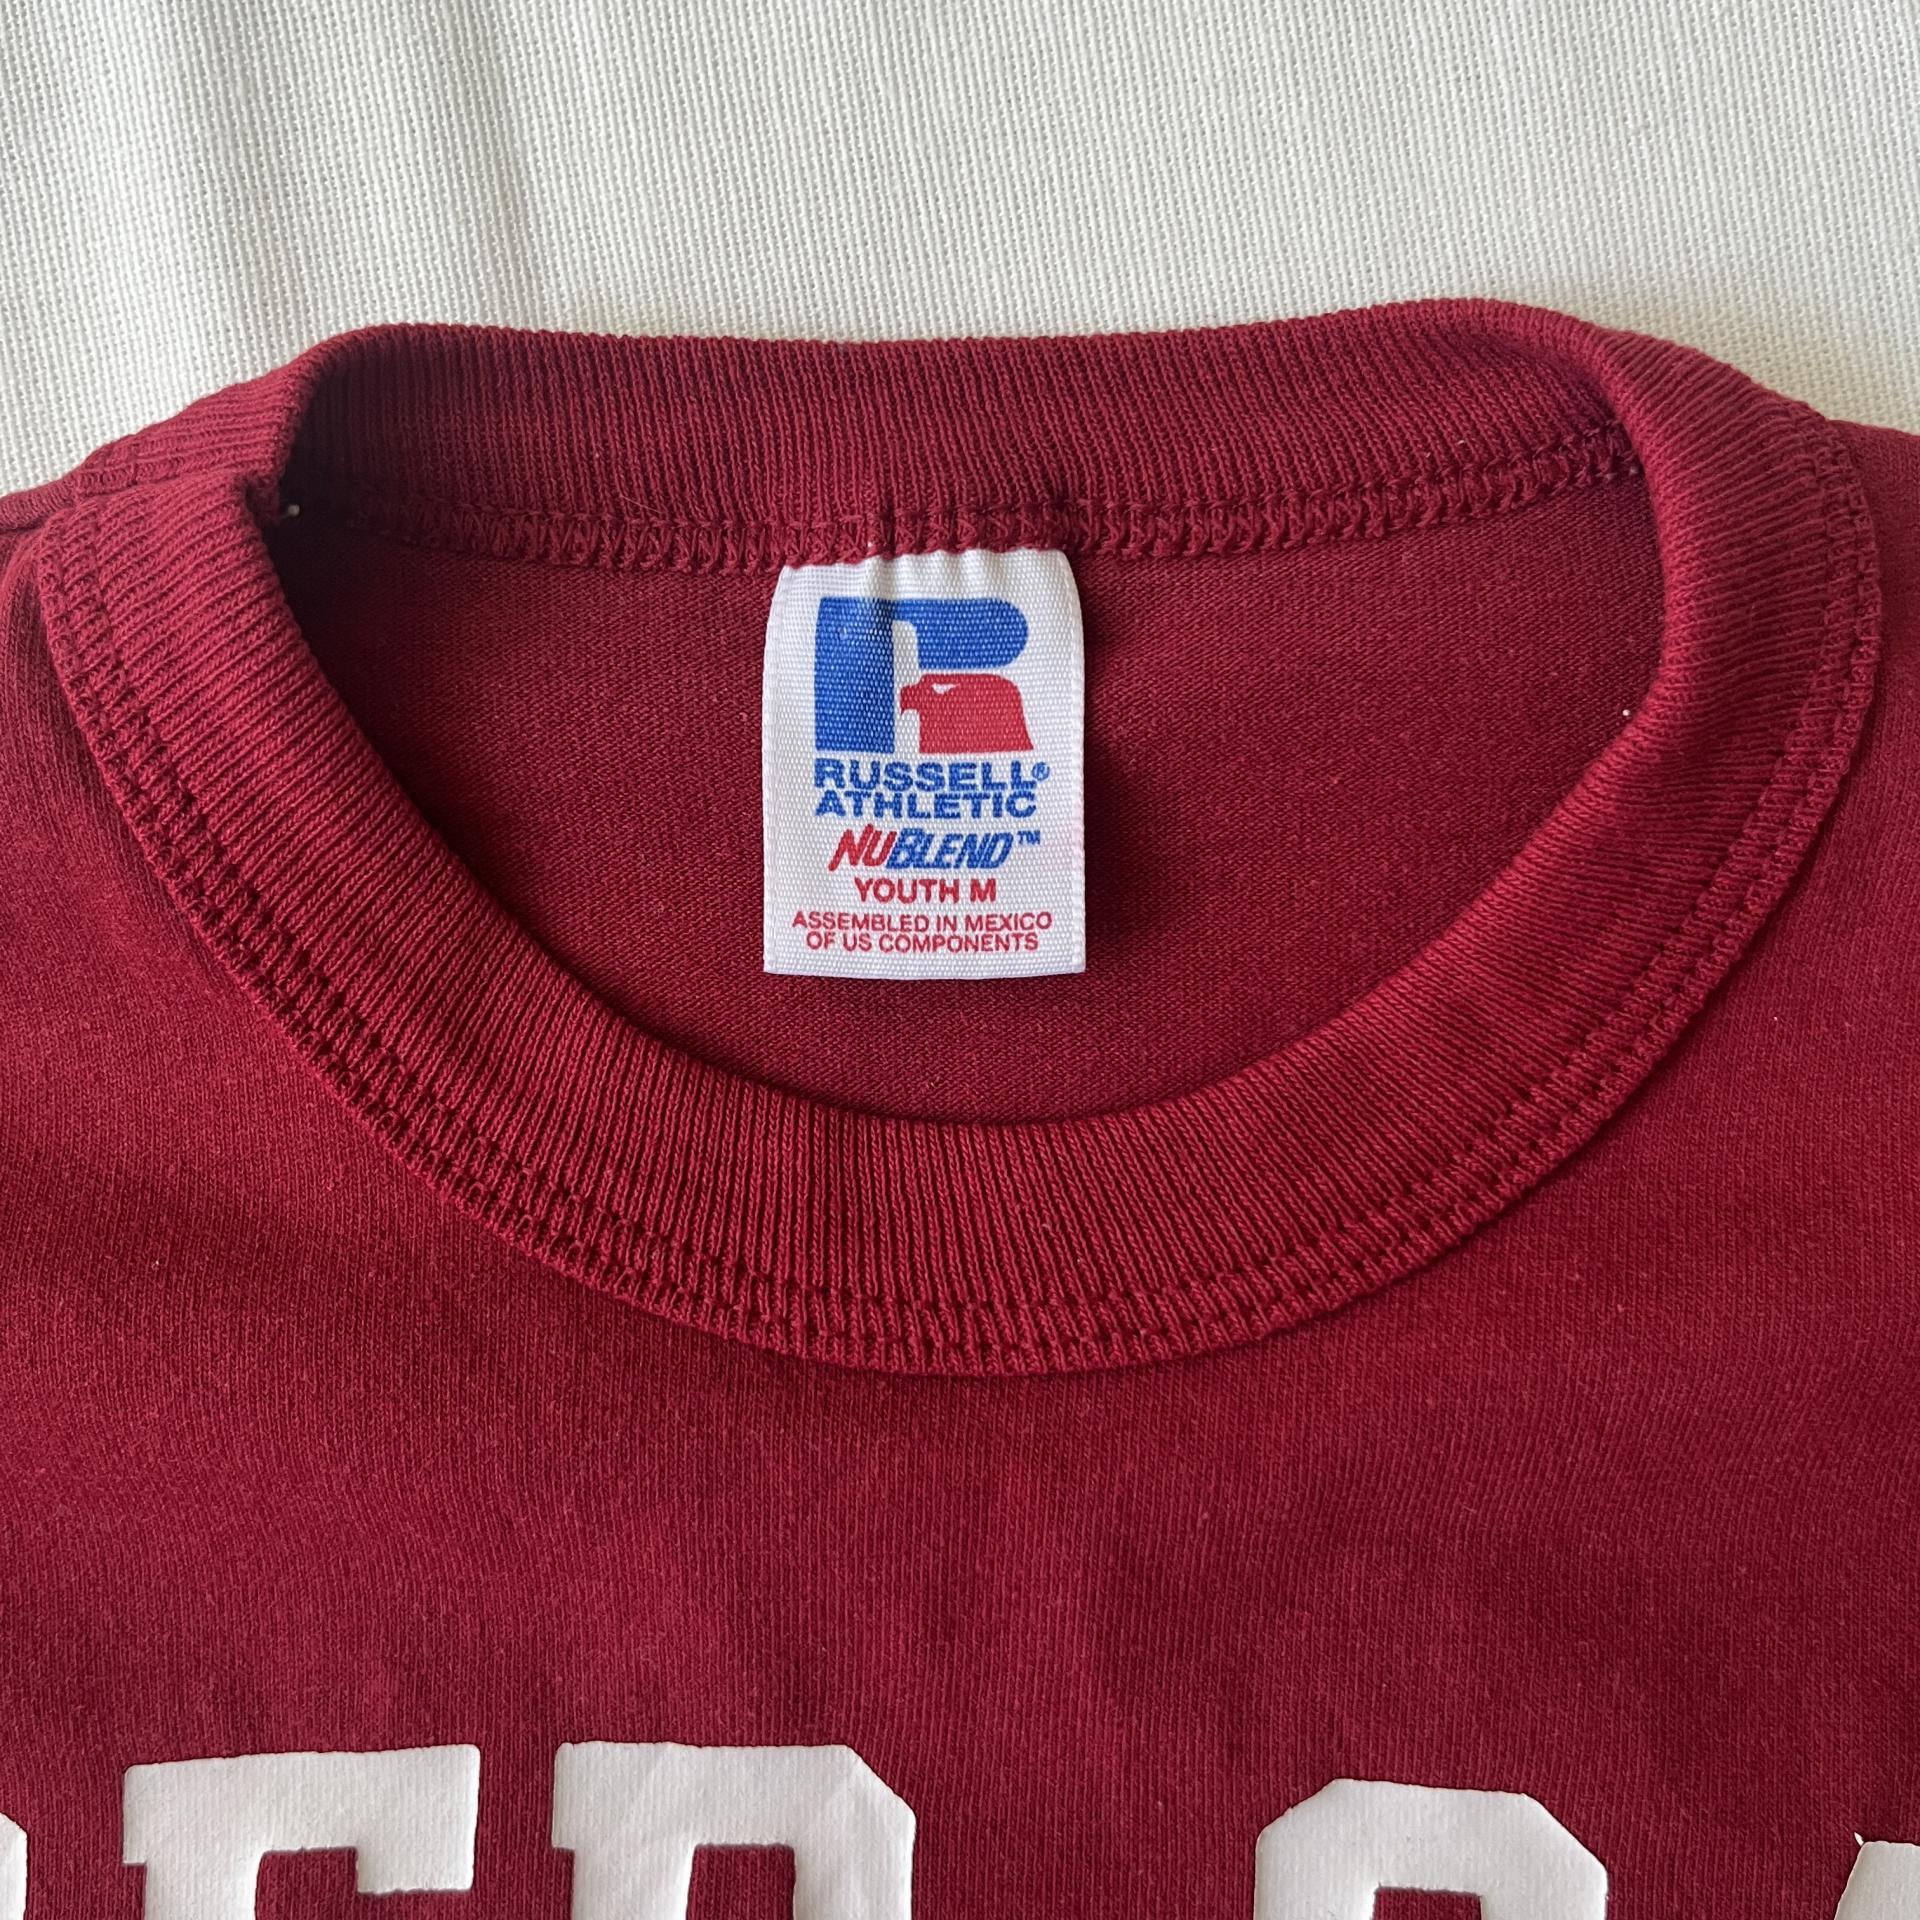 RUSSELL®
ATHLETIC
NUBLEND™
YOUTH M
ASSEMBLED IN MEXICO
OF US COMPONENTS